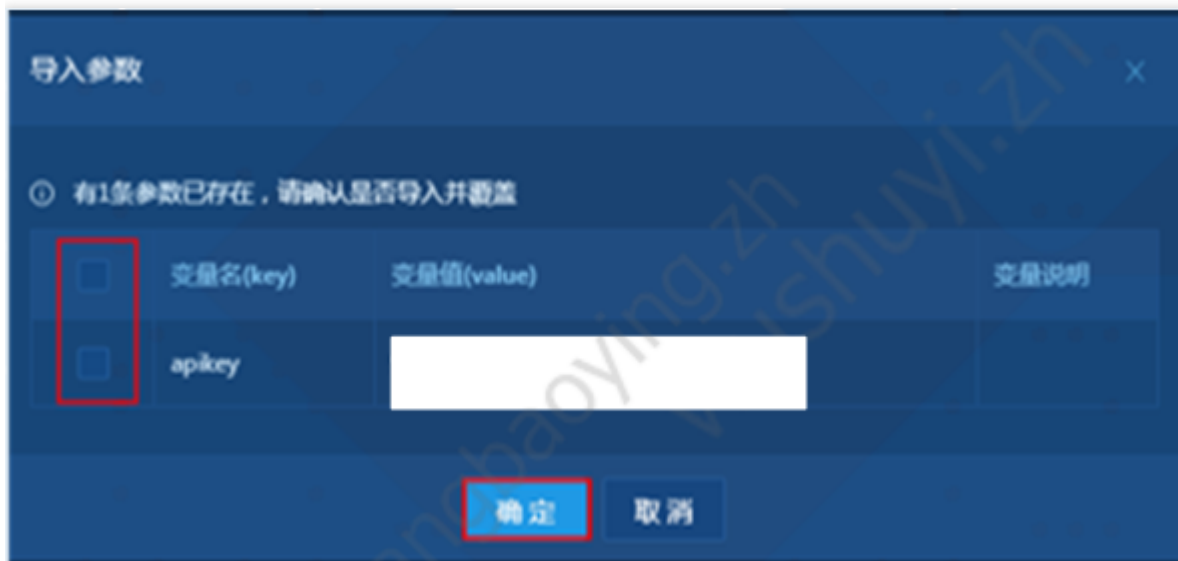 导入参数
有1条参数已存在，请确认是否导入并覆盖
变量名(key) 变量值(value) 变量说明
apikey
确定 取消